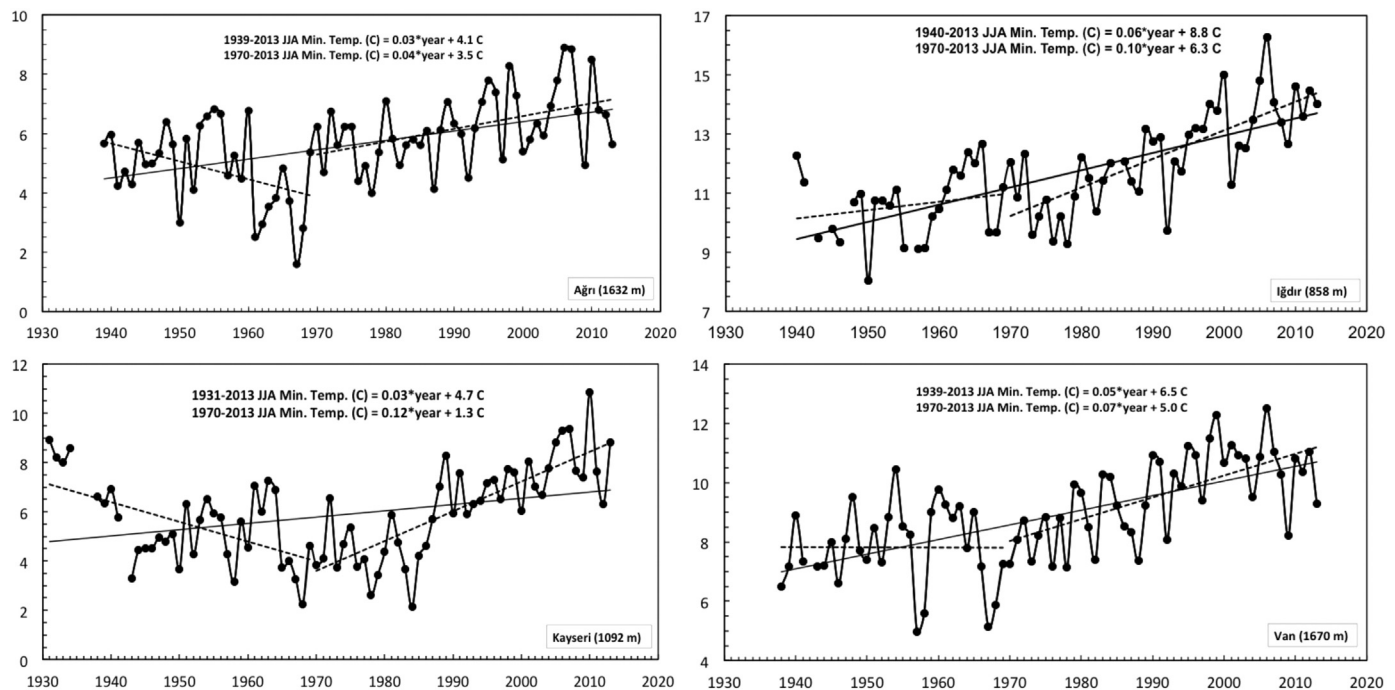 10
8
6
4
2
0
1939-2013 JJA Min. Temp. (C) = 0.03*year + 4.1 C
1970-2013 JJA Min. Temp. (C) = 0.04*year + 3.5 C
Ağrı (1632 m)
1930 1940 1950 1960 1970 1980 1990 2000 2010 2020
17
15
13
11
9
7
1940-2013 JJA Min. Temp. (C) = 0.06*year + 8.8 C
1970-2013 JJA Min. Temp. (C) = 0.10*year + 6.3 C
Iğdır (858 m)
1930 1940 1950 1960 1970 1980 1990 2000 2010 2020
12
10
8
6
4
2
0
1931-2013 JJA Min. Temp. (C) = 0.03*year + 4.7 C
1970-2013 JJA Min. Temp. (C) = 0.12*year + 1.3 C
Kayseri (1092 m)
1930 1940 1950 1960 1970 1980 1990 2000 2010 2020
14
12
10
8
6
4
1939-2013 JJA Min. Temp. (C) = 0.05*year + 6.5 C
1970-2013 JJA Min. Temp. (C) = 0.07*year + 5.0 C
Van (1670 m)
1930 1940 1950 1960 1970 1980 1990 2000 2010 2020